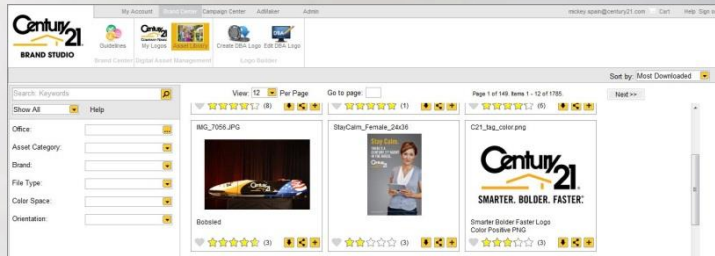 My Account Brand Center Campaign Center AdMaker Admin
mickey.spain@century21.com Cart Help Sign o
Century 21
BRAND STUDIO
Guidelines My Logos Asset Library Create DBA Logo Edit DBA Logo
Brand Center Digital Asset Management Logo Builder
Sort by: Most Downloaded
Search: Keywords
View: 12 Per Page Go to page: Page 1 of 149. Items 1 - 12 of 1785. Next >>
Show All Help
(8) (1) (6)
Office:
Asset Category:
Brand:
File Type:
Color Space:
Orientation:
IMG_7056.JPG
Century 21
Bobsled
(3)
StayCalm_Female_24x36
Stay Calm.
(3)
C21_tag_color.png
Century 21
SMARTER. BOLDER. FASTER.
Smarter Bolder Faster Logo
Color Positive PNG
(3)